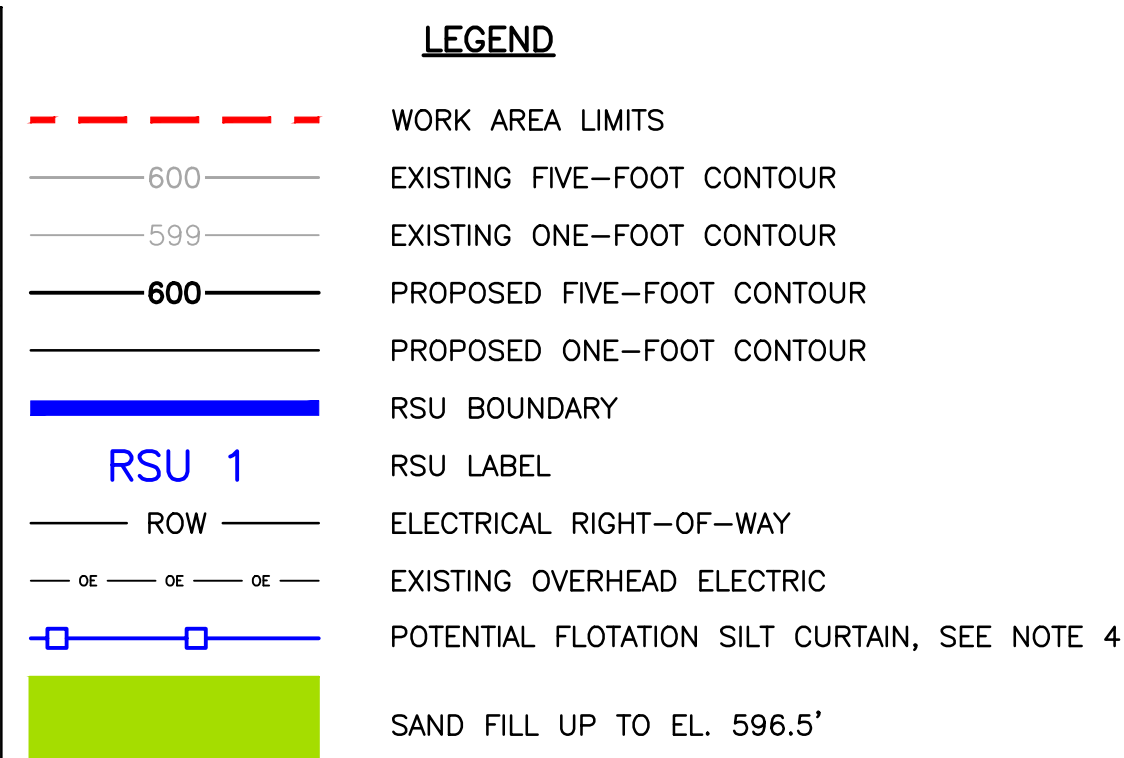 LEGEND
WORK AREA LIMITS
600 EXISTING FIVE-FOOT CONTOUR
599 EXISTING ONE-FOOT CONTOUR
600 PROPOSED FIVE-FOOT CONTOUR
PROPOSED ONE-FOOT CONTOUR
RSU BOUNDARY
RSU 1 RSU LABEL
ROW ELECTRICAL RIGHT-OF-WAY
OE OE OE EXISTING OVERHEAD ELECTRIC
POTENTIAL FLOTATION SILT CURTAIN, SEE NOTE 4
SAND FILL UP TO EL. 596.5'